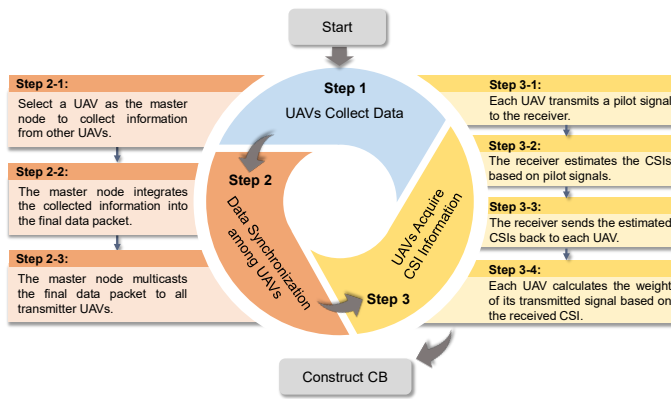 Start
Step 1
UAVs Collect Data
Step 2
Data Synchronization
among UAVs
Step 2-1:
Select a UAV as the master
node to collect information
from other UAVs.
Step 2-2:
The master node integrates
the collected information into
the final data packet.
Step 2-3:
The master node multicasts
the final data packet to all
transmitter UAVs.
UAVs Acquire
CSI Information
Step 3
Step 3-1:
Each UAV transmits a pilot signal
to the receiver.
Step 3-2:
The receiver estimates the CSIs
based on pilot signals.
Step 3-3:
The receiver sends the estimated
CSIs back to each UAV.
Step 3-4:
Each UAV calculates the weight
of its transmitted signal based on
the received CSI.
Construct CB